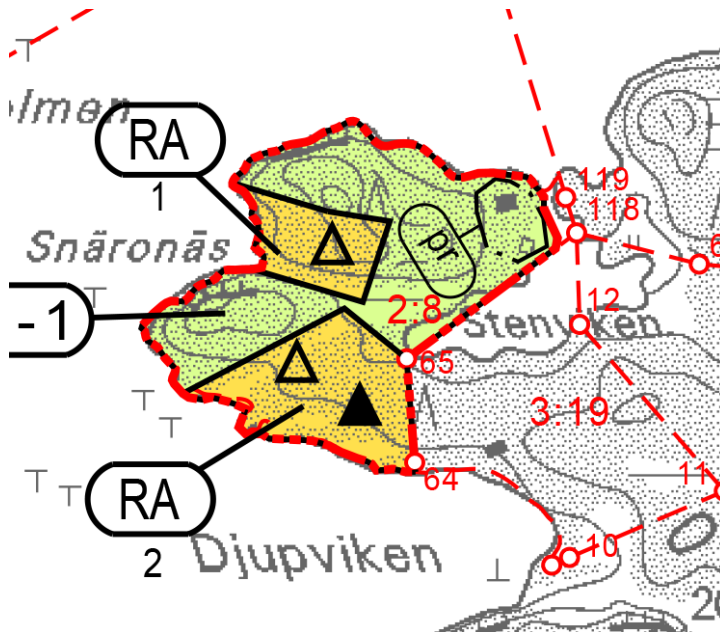 olmen
RA
1
119
118
Snäronäs
pr
6
- 1
2:8
12
Stenviken
65
3:19
64
11
RA
2
Djupviken
10